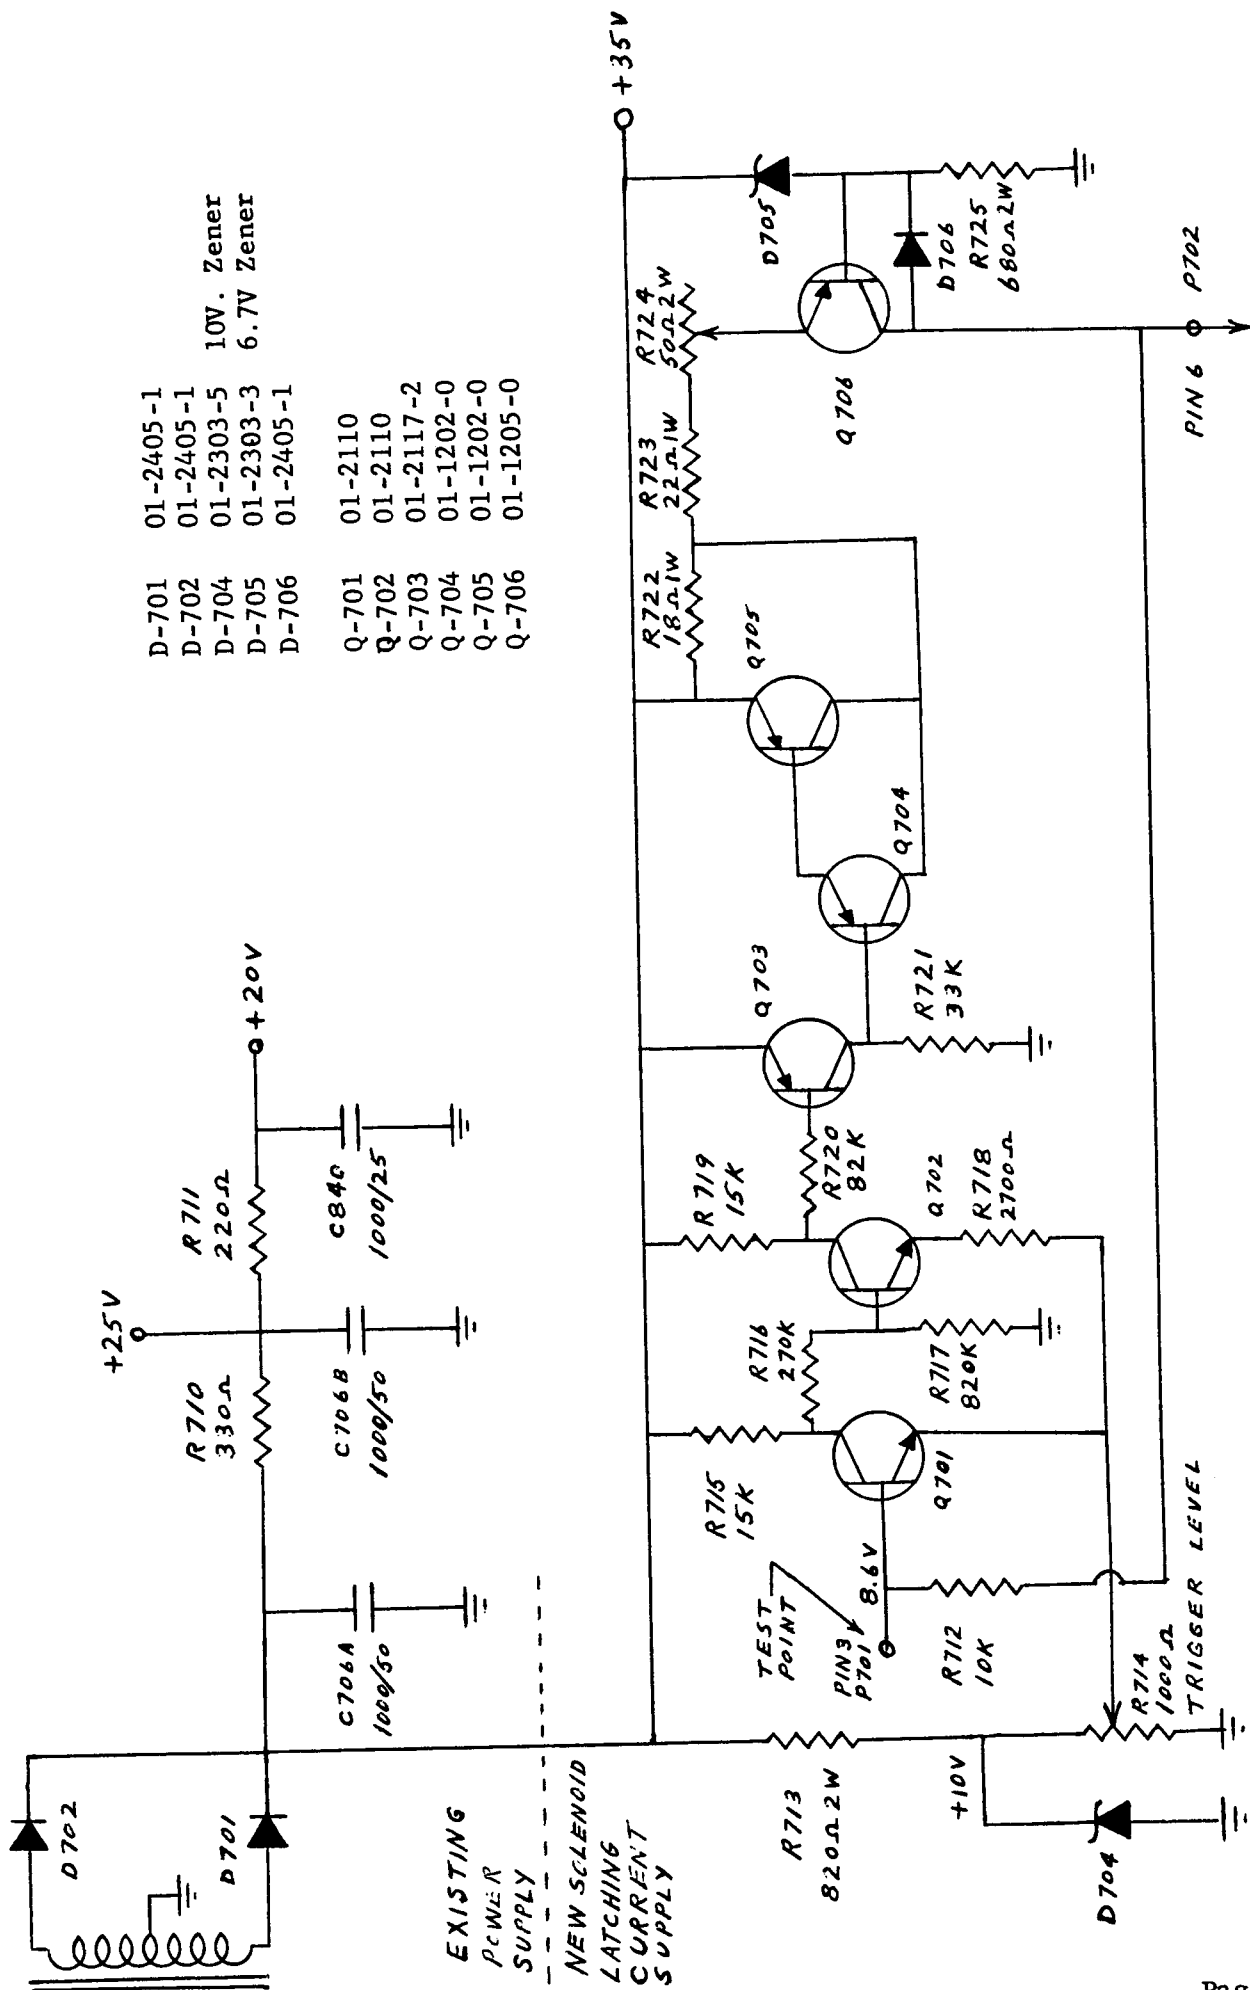 D-701 01-2405-1
D-702 01-2405-1
D-704 01-2303-5 10V. Zener
D-705 01-2303-3 6.7V Zener
D-706 01-2405-1
Q-701 01-2110
Q-702 01-2110
Q-703 01-2117-2
Q-704 01-1202-0
Q-705 01-1202-0
Q-706 01-1205-0
D702
D701
+25V
R710
330Ω
R711
220Ω
+20V
C706A
1000/50
C706B
1000/50
C840
1000/25
EXISTING
POWER
SUPPLY
NEW SOLENOID
LATCHING
CURRENT
SUPPLY
+35V
R713
820Ω 2W
+10V
D704
R714
1000Ω
TRIGGER LEVEL
TEST
POINT
PIN 3
P701
8.6V
R712
10K
R715
15K
Q701
R716
270K
R717
820K
R719
15K
Q702
R718
2700Ω
R720
82K
Q703
R721
33K
Q704
Q705
R722
18Ω 1W
R723
22Ω 1W
R724
50Ω 2W
Q706
D705
D706
R725
680Ω 2W
PIN 6
P702